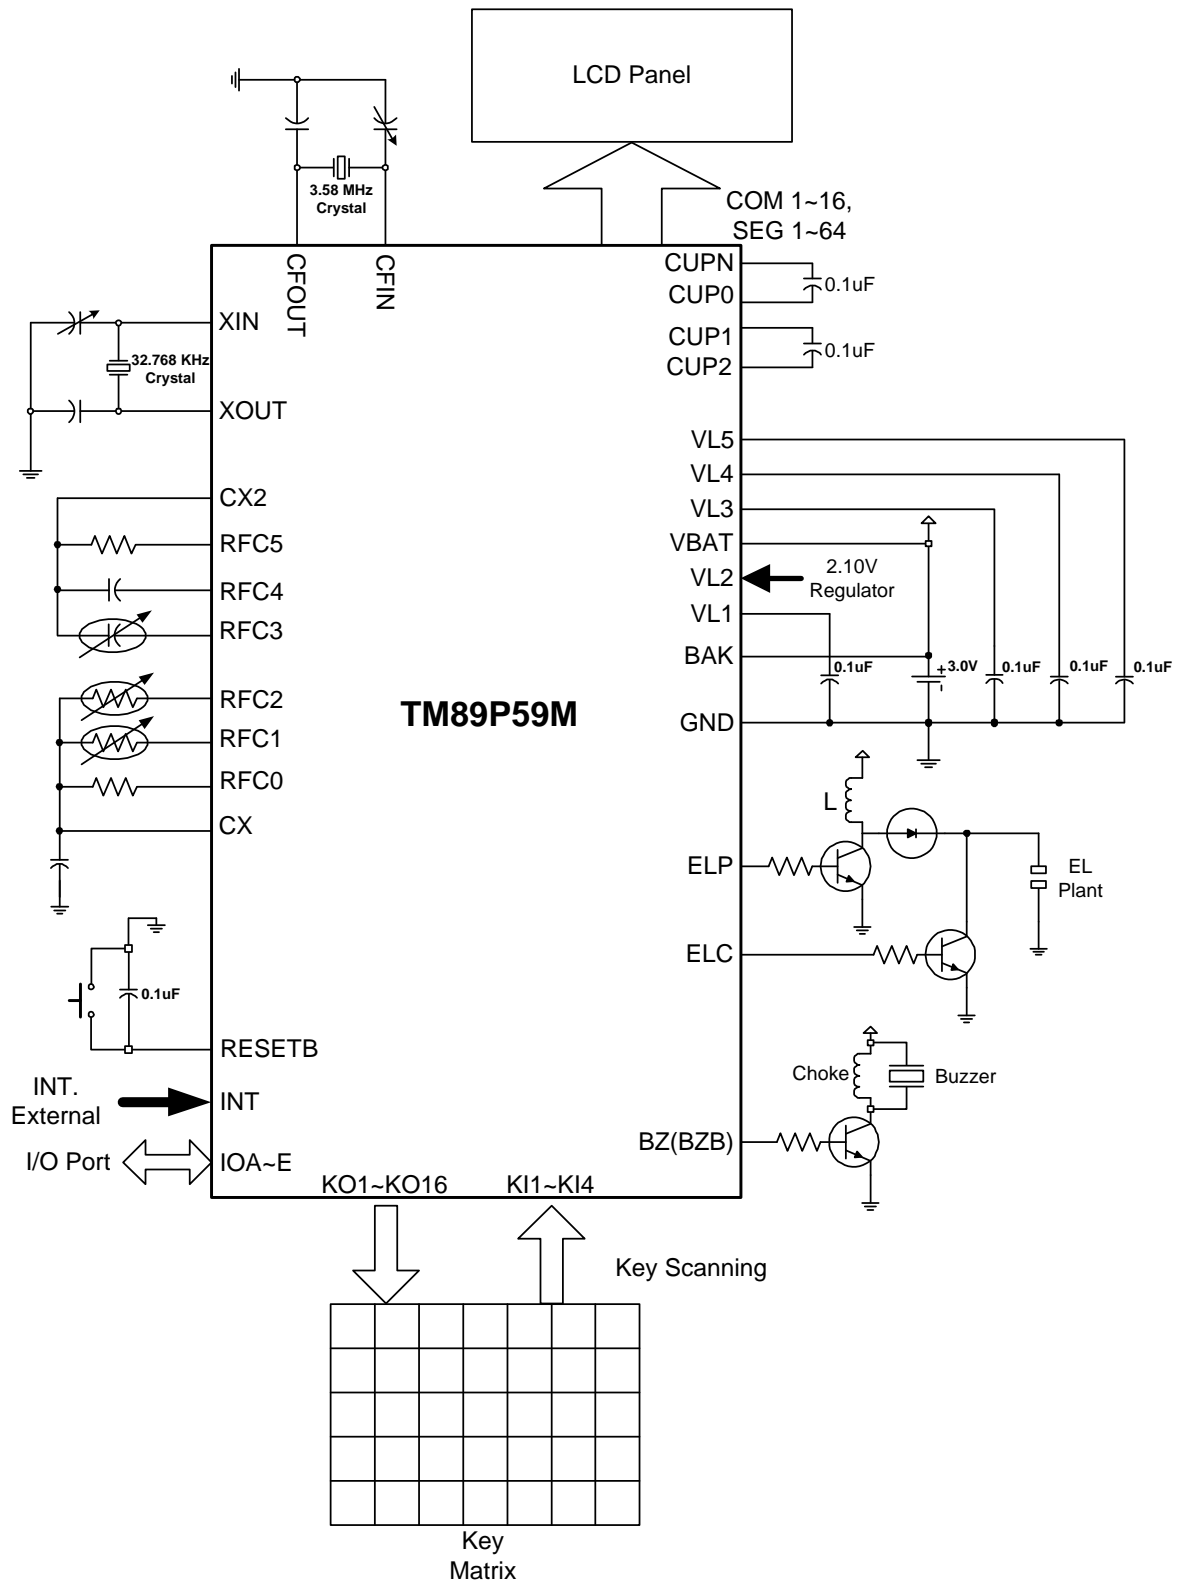 LCD Panel
3.58 MHz
Crystal
COM 1~16,
SEG 1~64
CFOUT
CFIN
CUPN
0.1uF
CUP0
CUP1
0.1uF
CUP2
XIN
32.768 KHz
Crystal
XOUT
VL5
VL4
VL3
VBAT
VL2
2.10V
Regulator
VL1
BAK
0.1uF
+
3.0V
-
0.1uF
0.1uF
0.1uF
GND
CX2
RFC5
RFC4
RFC3
RFC2
RFC1
RFC0
CX
TM89P59M
L
ELP
EL
Plant
ELC
0.1uF
RESETB
INT.
External
INT
I/O Port
IOA~E
Choke
Buzzer
BZ(BZB)
KO1~KO16
KI1~KI4
Key Scanning
Key
Matrix